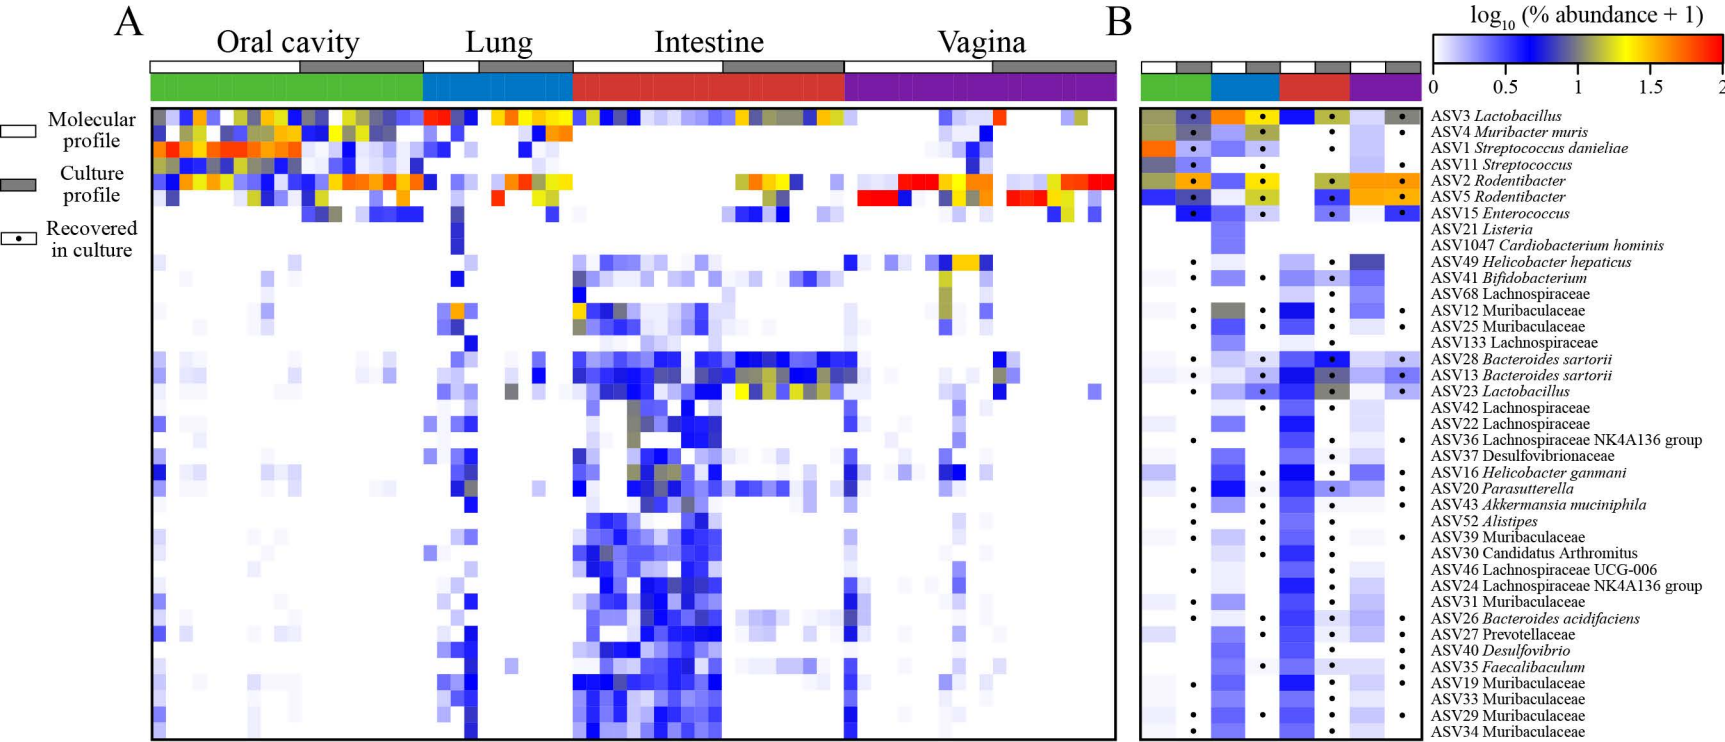 A
B
Oral cavity
Lung
Intestine
Vagina
log10 (% abundance + 1)
0 0.5 1 1.5 2
Molecular
profile
Culture
profile
Recovered
in culture
ASV3 Lactobacillus
ASV4 Muribacter muris
ASV1 Streptococcus danieliae
ASV11 Streptococcus
ASV2 Rodentibacter
ASV5 Rodentibacter
ASV15 Enterococcus
ASV21 Listeria
ASV1047 Cardiobacterium hominis
ASV49 Helicobacter hepaticus
ASV41 Bifidobacterium
ASV68 Lachnospiraceae
ASV12 Muribaculaceae
ASV25 Muribaculaceae
ASV133 Lachnospiraceae
ASV28 Bacteroides sartorii
ASV13 Bacteroides sartorii
ASV23 Lactobacillus
ASV42 Lachnospiraceae
ASV22 Lachnospiraceae
ASV36 Lachnospiraceae NK4A136 group
ASV37 Desulfovibrionaceae
ASV16 Helicobacter ganmani
ASV20 Parasutterella
ASV43 Akkermansia muciniphila
ASV52 Alistipes
ASV39 Muribaculaceae
ASV30 Candidatus Arthromitus
ASV46 Lachnospiraceae UCG-006
ASV24 Lachnospiraceae NK4A136 group
ASV31 Muribaculaceae
ASV26 Bacteroides acidifaciens
ASV27 Prevotellaceae
ASV40 Desulfovibrio
ASV35 Faecalibaculum
ASV19 Muribaculaceae
ASV33 Muribaculaceae
ASV29 Muribaculaceae
ASV34 Muribaculaceae